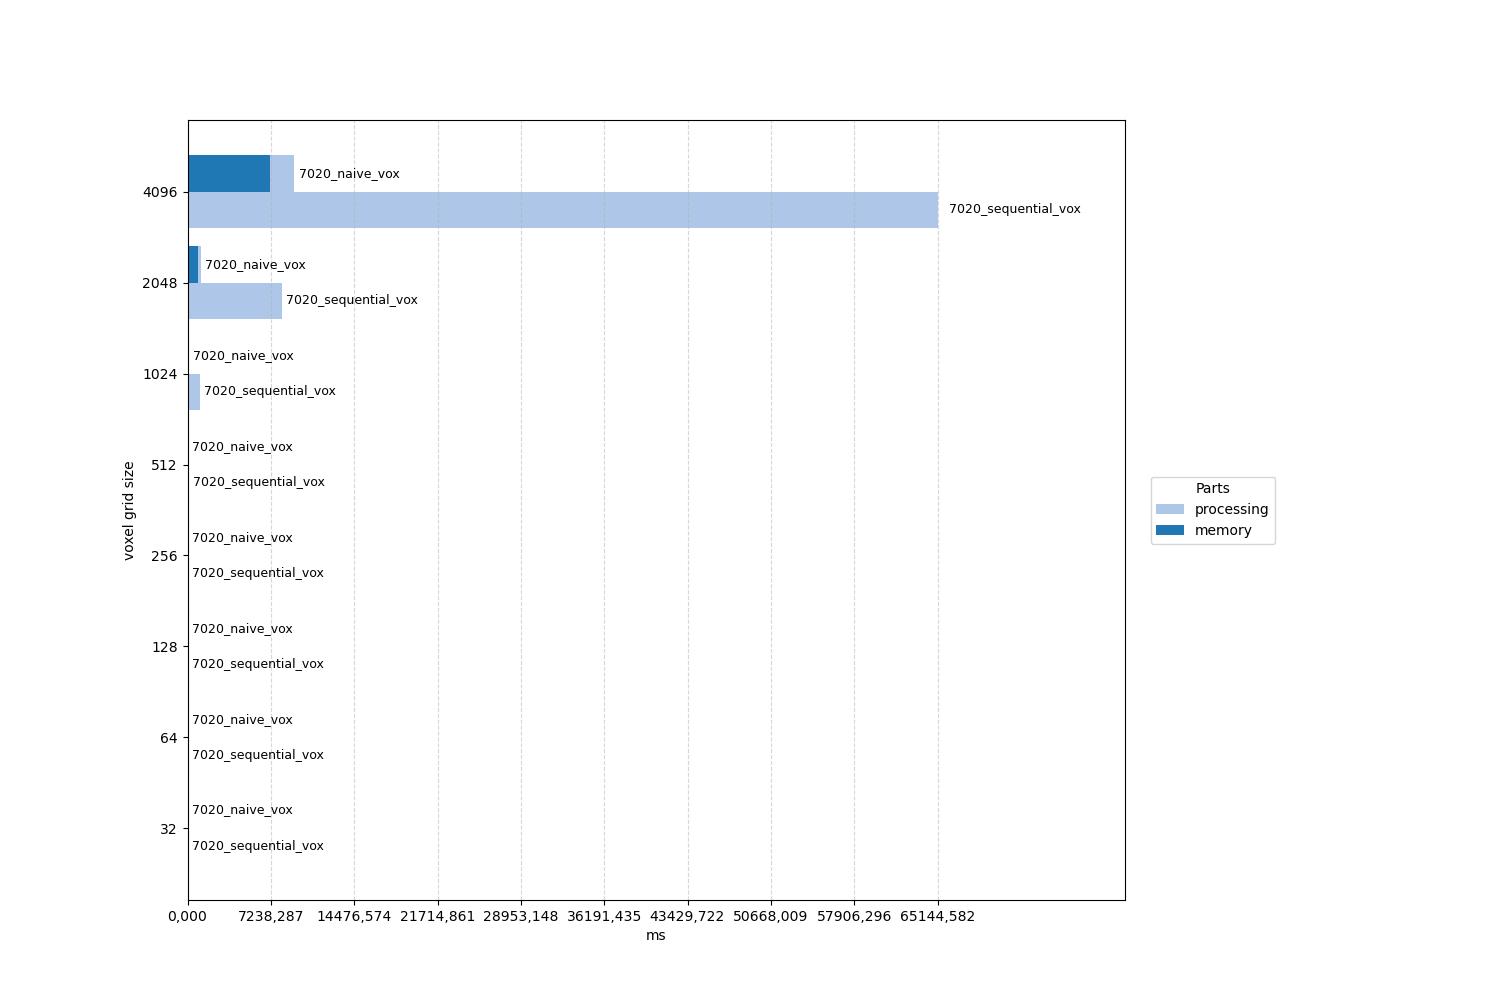 7020_naive_vox
4096
7020_sequential_vox
7020_naive_vox
2048
7020_sequential_vox
7020_naive_vox
1024
7020_sequential_vox
7020_naive_vox
512
7020_sequential_vox
voxel grid size
Parts
processing
memory
7020_naive_vox
256
7020_sequential_vox
7020_naive_vox
128
7020_sequential_vox
7020_naive_vox
64
7020_sequential_vox
7020_naive_vox
32
7020_sequential_vox
0,000 7238,287 14476,574 21714,861 28953,148 36191,435 43429,722 50668,009 57906,296 65144,582
ms